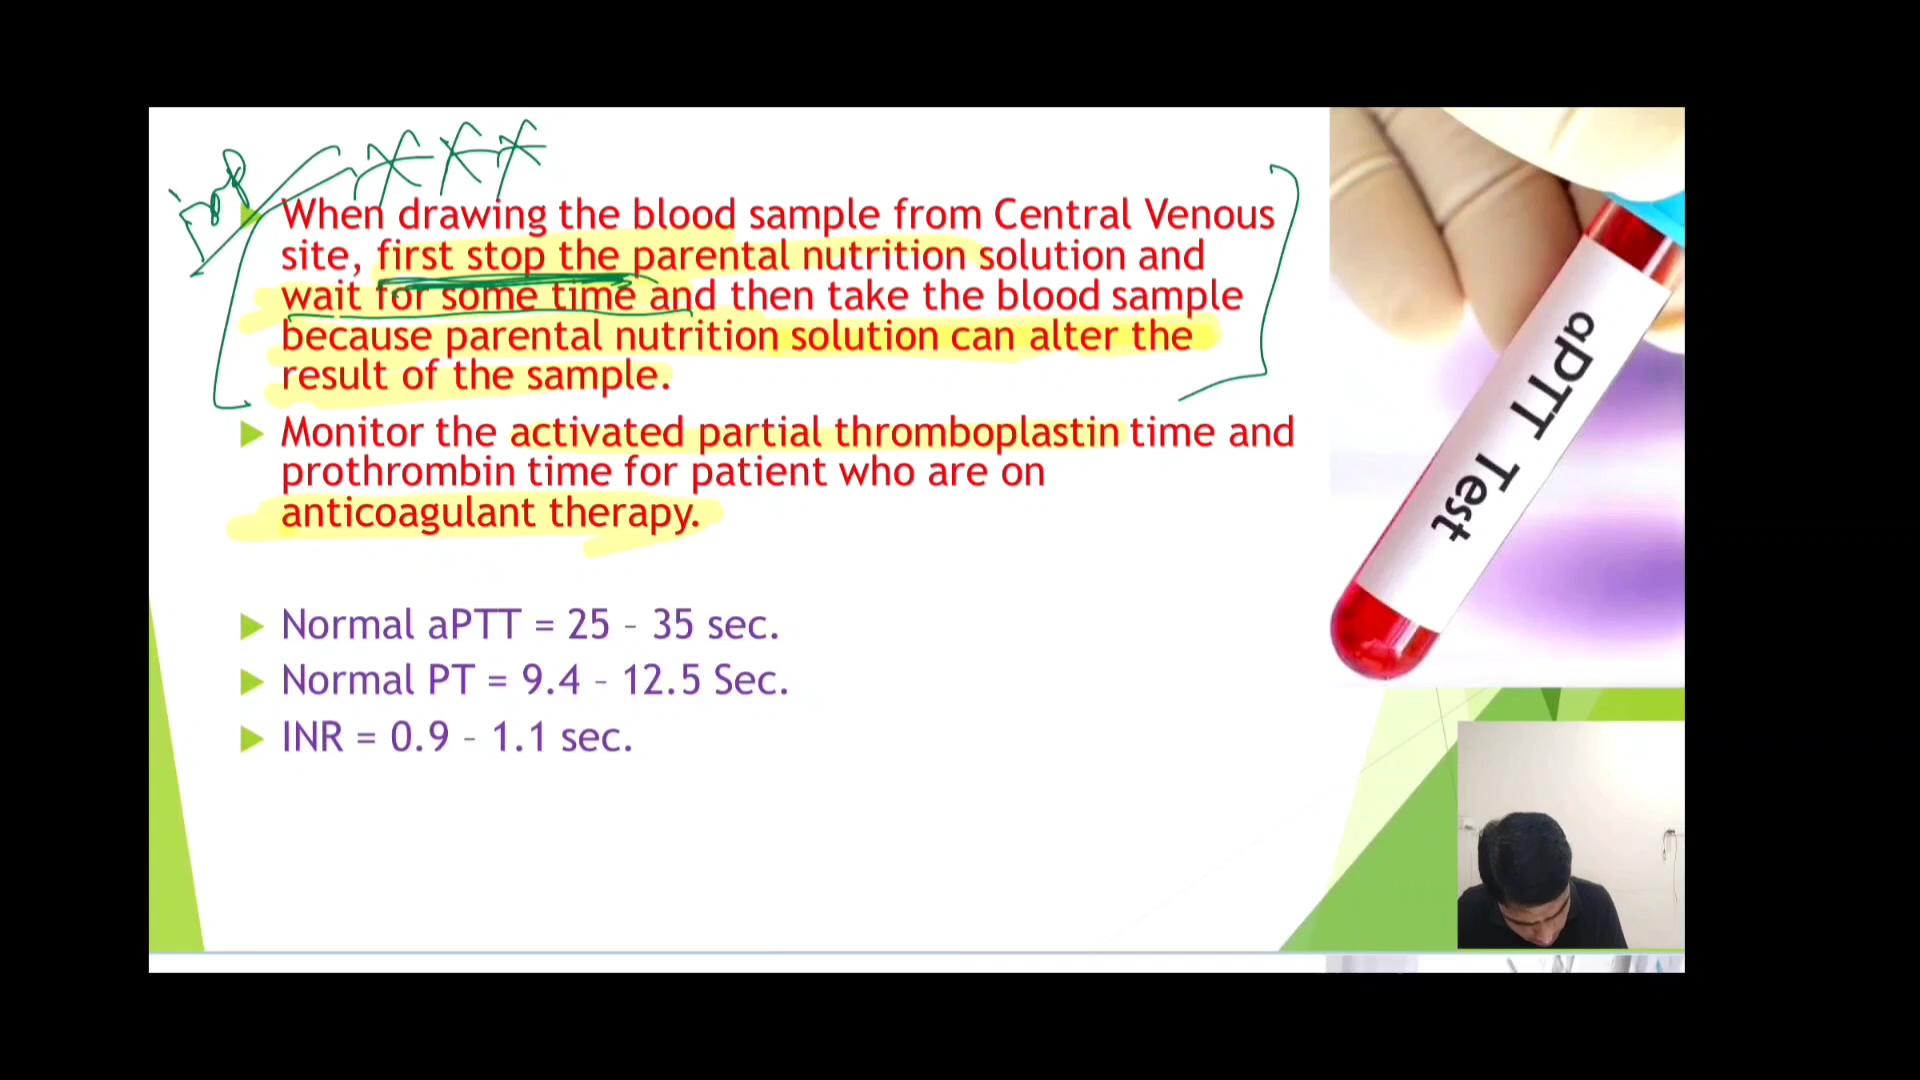 imp
When drawing the blood sample from Central Venous
site, first stop the parental nutrition solution and
wait for some time and then take the blood sample
because parental nutrition solution can alter the
result of the sample.
Monitor the activated partial thromboplastin time and
prothrombin time for patient who are on
anticoagulant therapy.
Normal aPTT = 25 – 35 sec.
Normal PT = 9.4 – 12.5 Sec.
INR = 0.9 – 1.1 sec.
aPTT Test